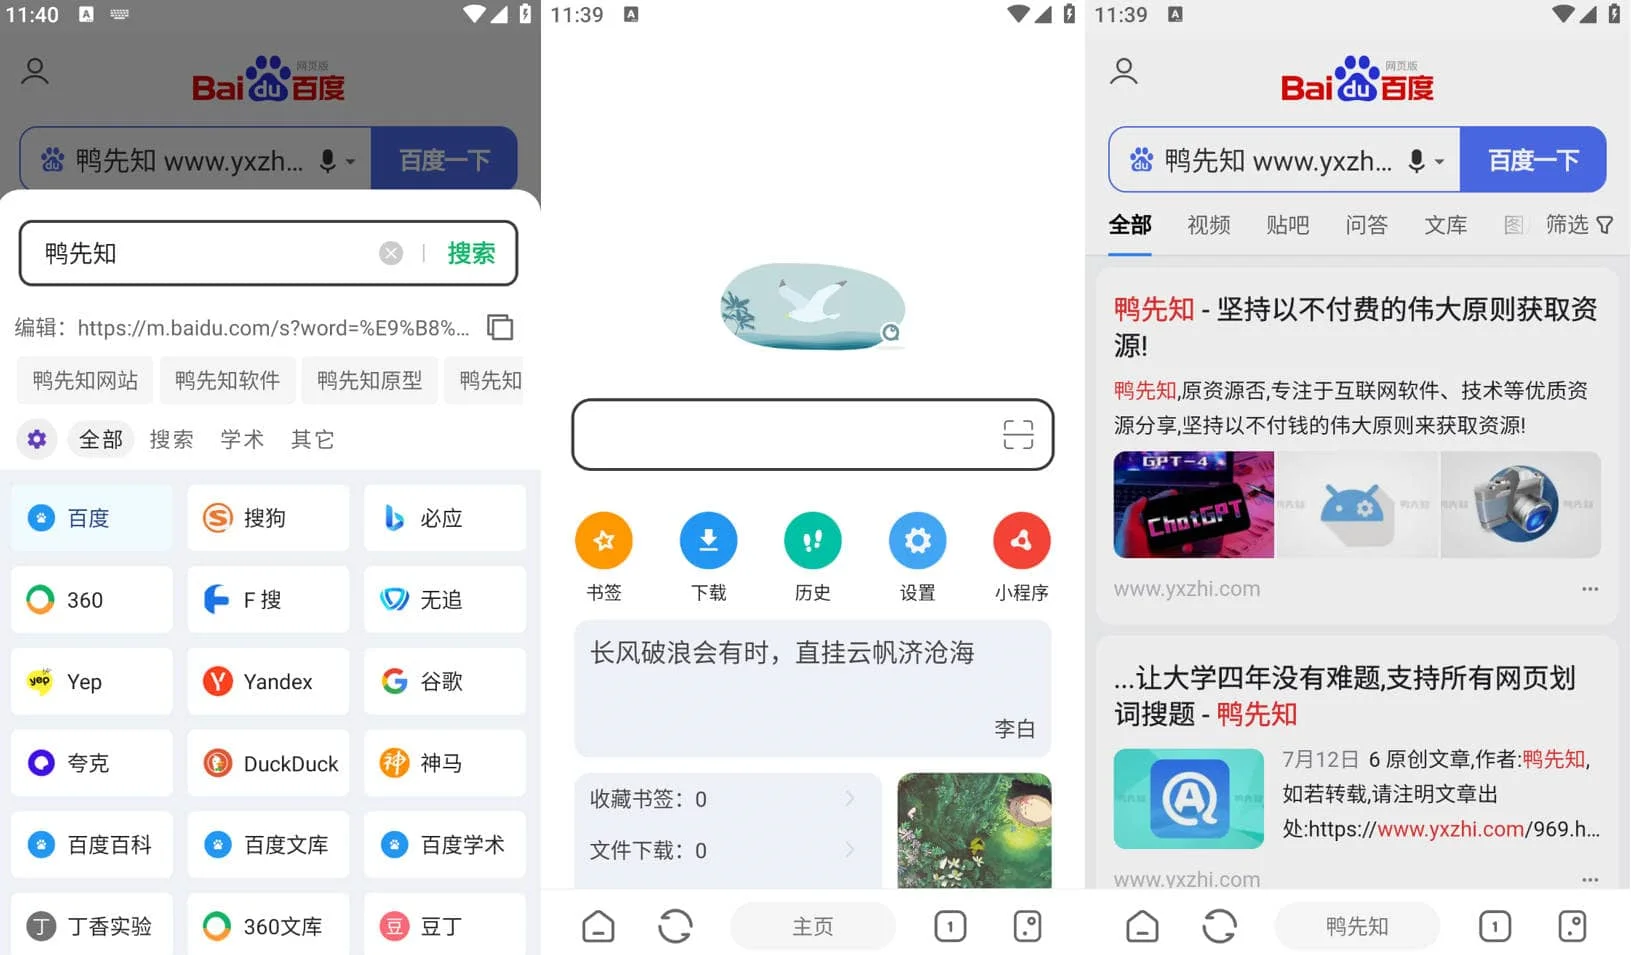 11:40
网页版
Bai du 百度
du 鸭先知 www.yxzh... 百度一下
鸭先知 搜索
编辑：https://m.baidu.com/s?word=%E9%B8%...
鸭先知网站 鸭先知软件 鸭先知原型 鸭先知
全部 搜索 学术 其它
百度 搜狗 必应
360 F 搜 无追
yep Yep Yandex 谷歌
夸克 DuckDuck 神 神马
百度百科 百度文库 百度学术
丁 丁香实验 360文库 豆 豆丁
11:39
书签 下载 历史 设置 小程序
长风破浪会有时，直挂云帆济沧海
李白
收藏书签：0
文件下载：0
主页 1
11:39
网页版
Bai du 百度
du 鸭先知 www.yxzh... 百度一下
全部 视频 贴吧 问答 文库 图 筛选
鸭先知 - 坚持以不付费的伟大原则获取资
源!
鸭先知,原资源否,专注于互联网软件、技术等优质资
源分享,坚持以不付钱的伟大原则来获取资源!
GPT-4
ChatGPT
www.yxzhi.com
...让大学四年没有难题,支持所有网页划
词搜题 - 鸭先知
7月12日 6 原创文章,作者:鸭先知,
如若转载,请注明文章出
处:https://www.yxzhi.com/969.h...
www.yxzhi.com
鸭先知 1